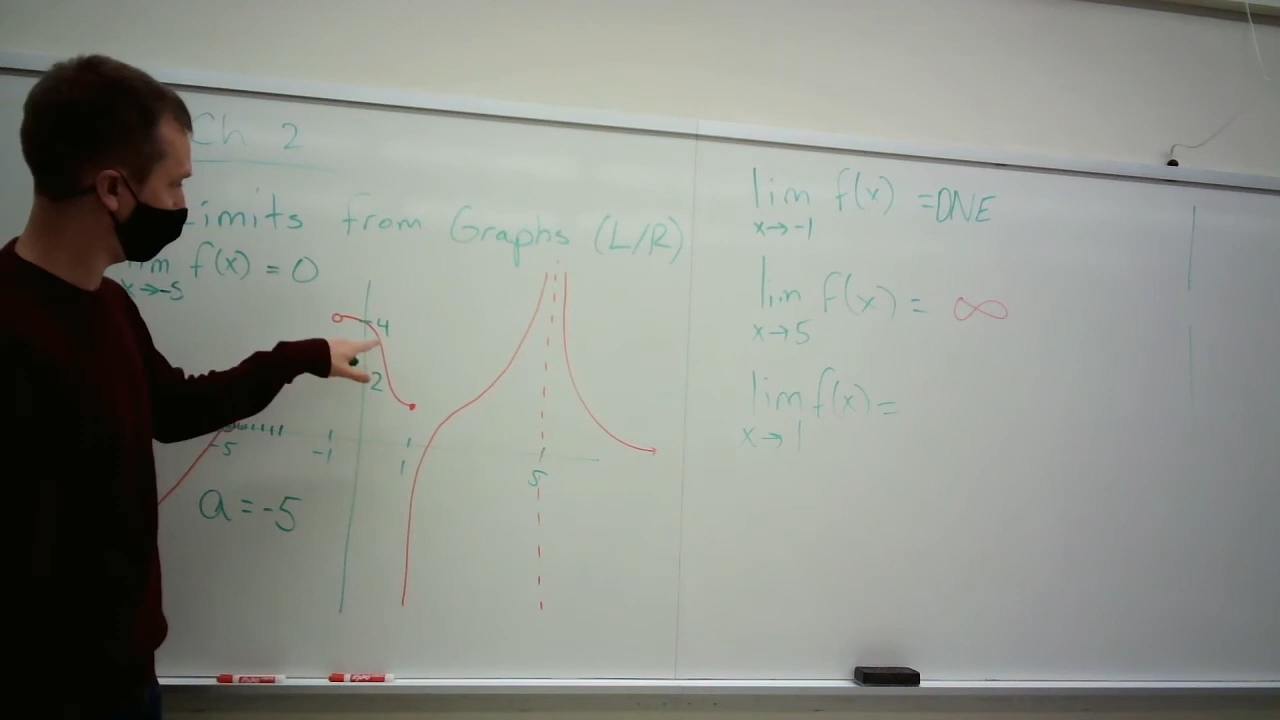 Ch 2
Limits from Graphs (L/R)
lim f(x) = 0
x→-5
4
2
-5
-1
1
5
a = -5
lim f(x) = DNE
x→-1
lim f(x) = ∞
x→5
lim f(x) =
x→1